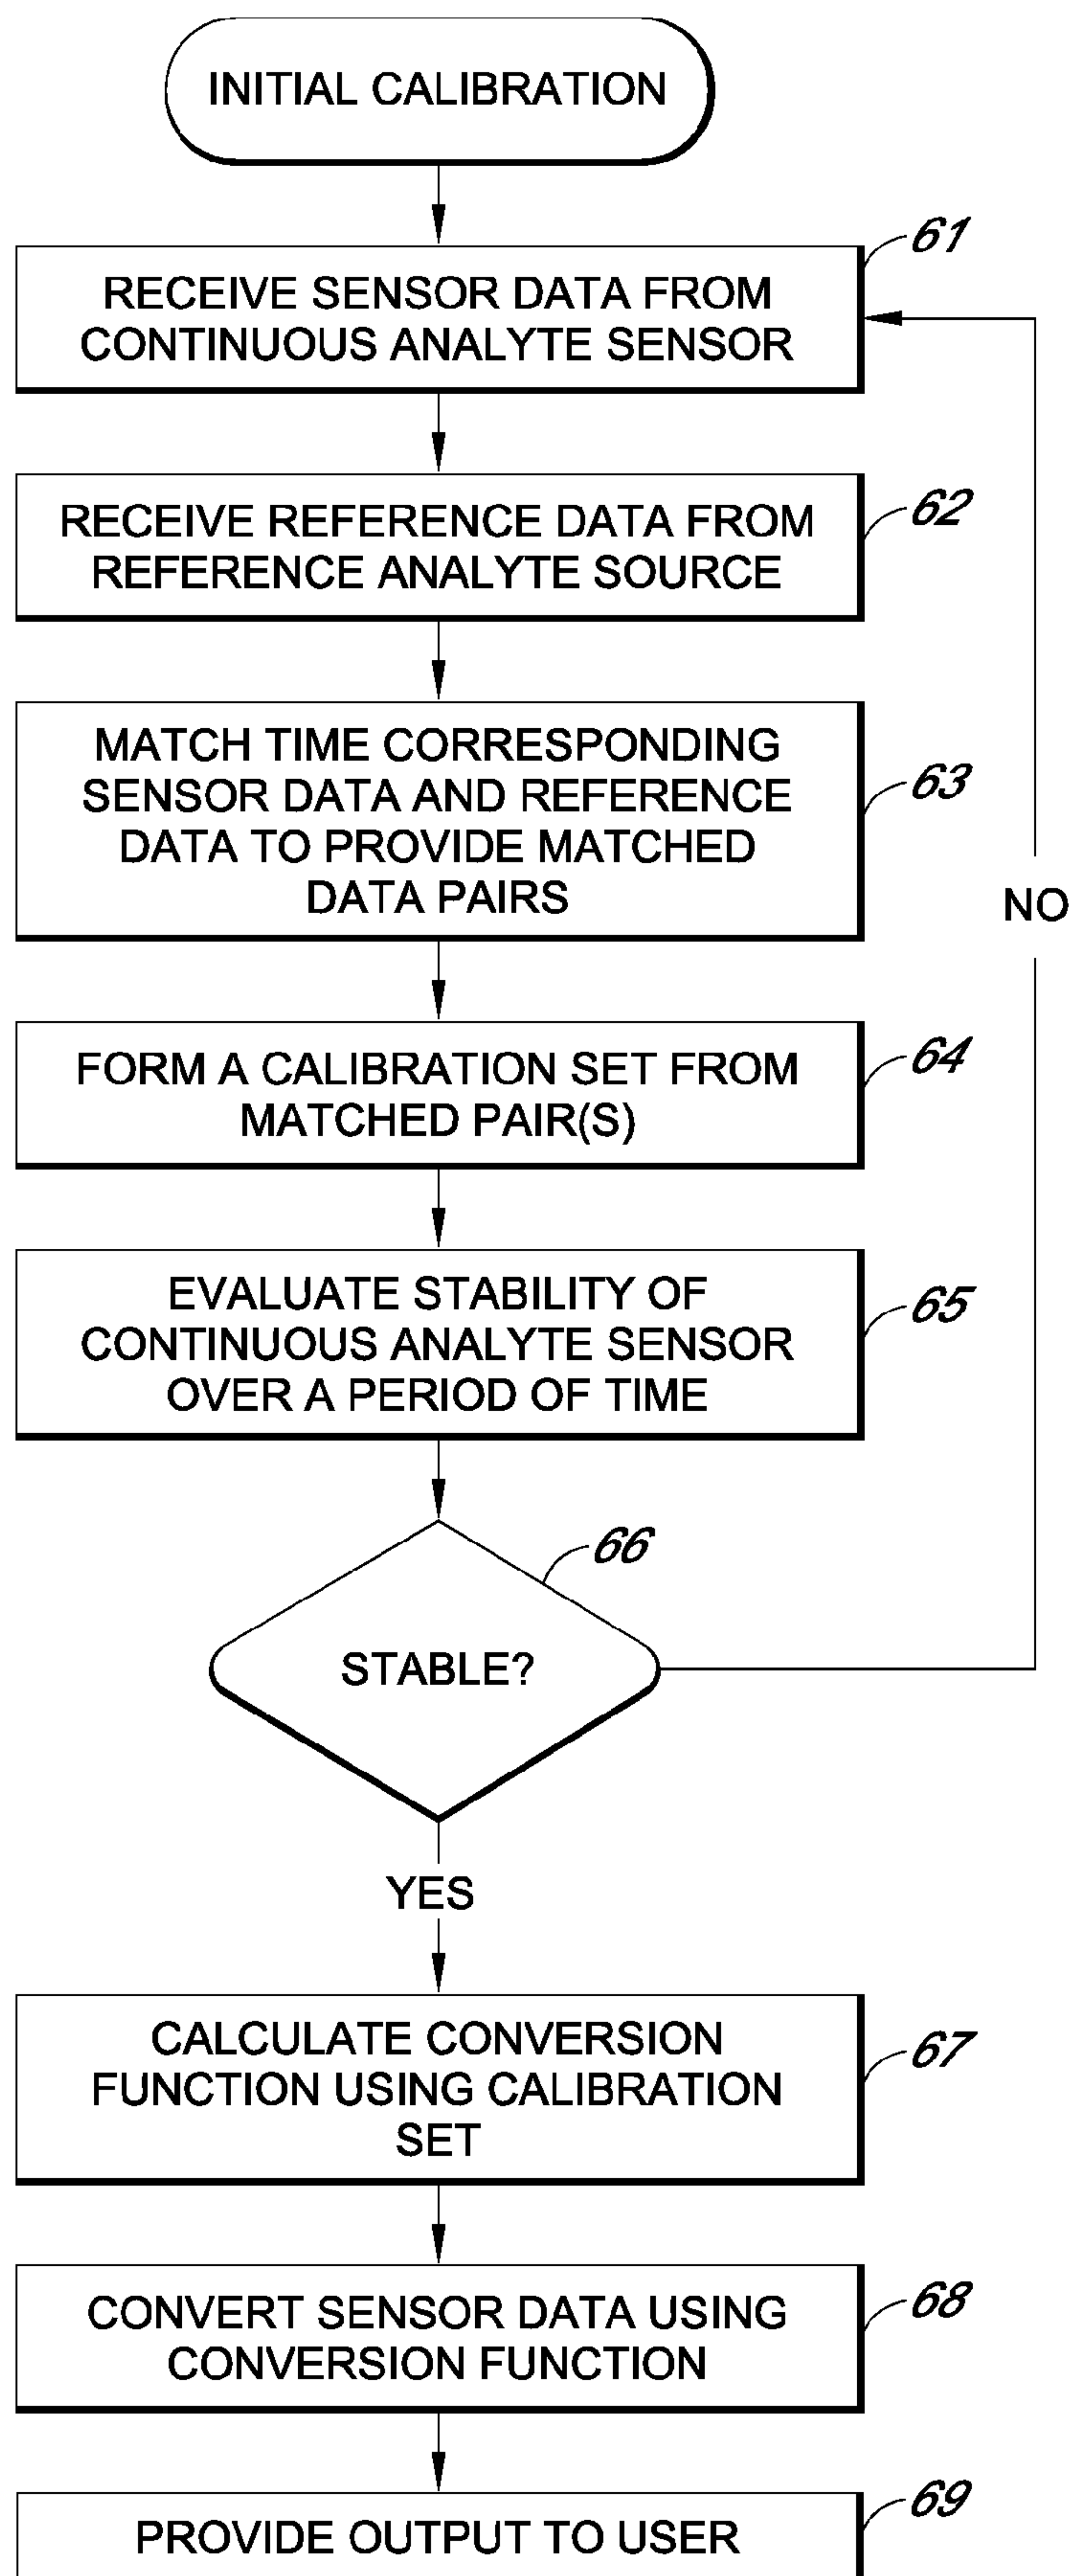 INITIAL CALIBRATION
61
RECEIVE SENSOR DATA FROM
CONTINUOUS ANALYTE SENSOR
62
RECEIVE REFERENCE DATA FROM
REFERENCE ANALYTE SOURCE
63
MATCH TIME CORRESPONDING
SENSOR DATA AND REFERENCE
DATA TO PROVIDE MATCHED
DATA PAIRS
NO
64
FORM A CALIBRATION SET FROM
MATCHED PAIR(S)
65
EVALUATE STABILITY OF
CONTINUOUS ANALYTE SENSOR
OVER A PERIOD OF TIME
66
STABLE?
YES
67
CALCULATE CONVERSION
FUNCTION USING CALIBRATION
SET
68
CONVERT SENSOR DATA USING
CONVERSION FUNCTION
69
PROVIDE OUTPUT TO USER